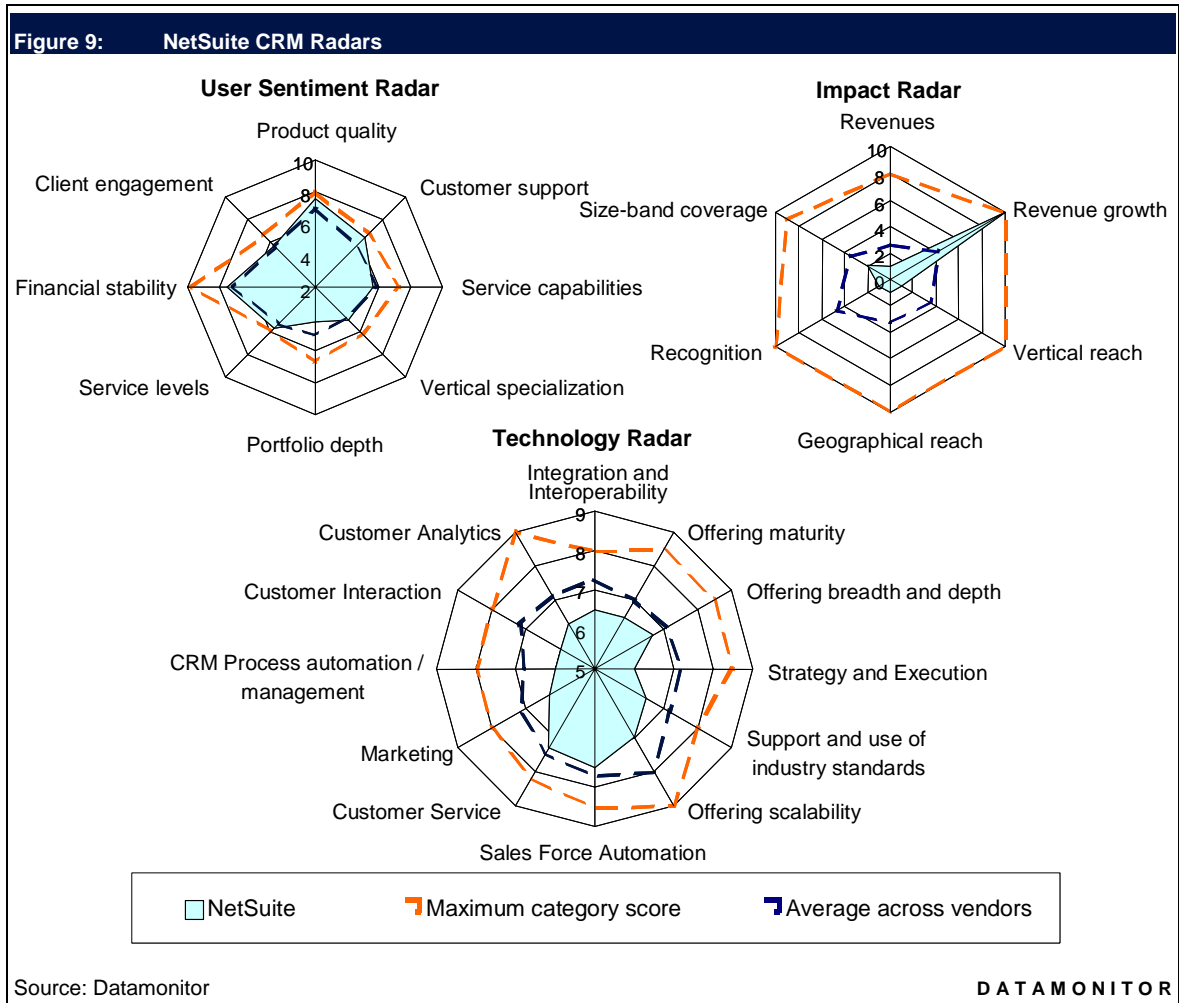 Figure 9: NetSuite CRM Radars
User Sentiment Radar
Product quality
Customer support
Service capabilities
Vertical specialization
Portfolio depth
Service levels
Financial stability
Client engagement
10
8
6
4
2
Impact Radar
Revenues
Revenue growth
Vertical reach
Geographical reach
Recognition
Size-band coverage
10
8
6
4
2
0
Technology Radar
Integration and
Interoperability
Offering maturity
Offering breadth and depth
Strategy and Execution
Support and use of
industry standards
Offering scalability
Sales Force Automation
Customer Service
Marketing
CRM Process automation /
management
Customer Interaction
Customer Analytics
9
8
7
6
5
NetSuite
Maximum category score
Average across vendors
Source: Datamonitor
DATAMONITOR